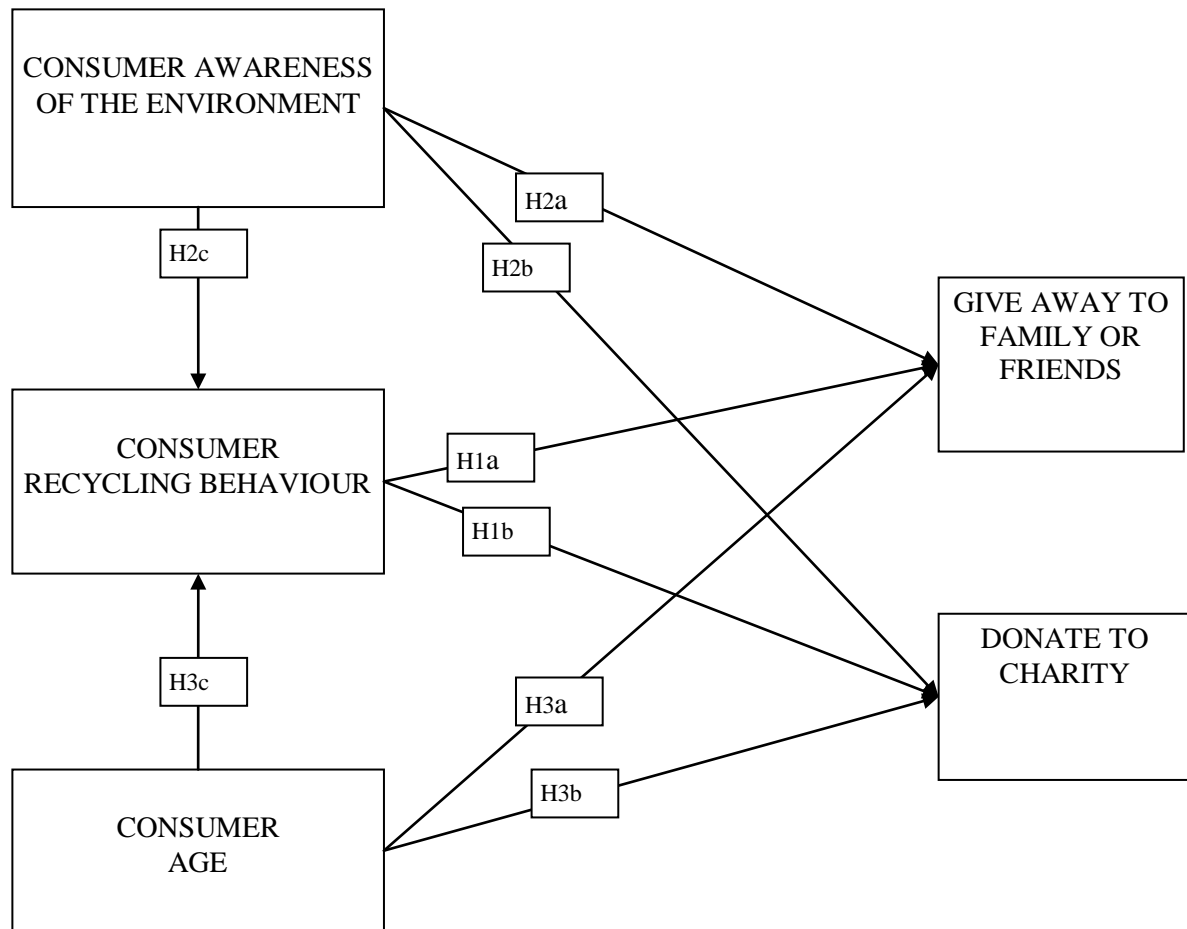 CONSUMER AWARENESS
OF THE ENVIRONMENT
H2a
H2c
H2b
GIVE AWAY TO
FAMILY OR
FRIENDS
CONSUMER
RECYCLING BEHAVIOUR
H1a
H1b
DONATE TO
CHARITY
H3c
H3a
H3b
CONSUMER
AGE